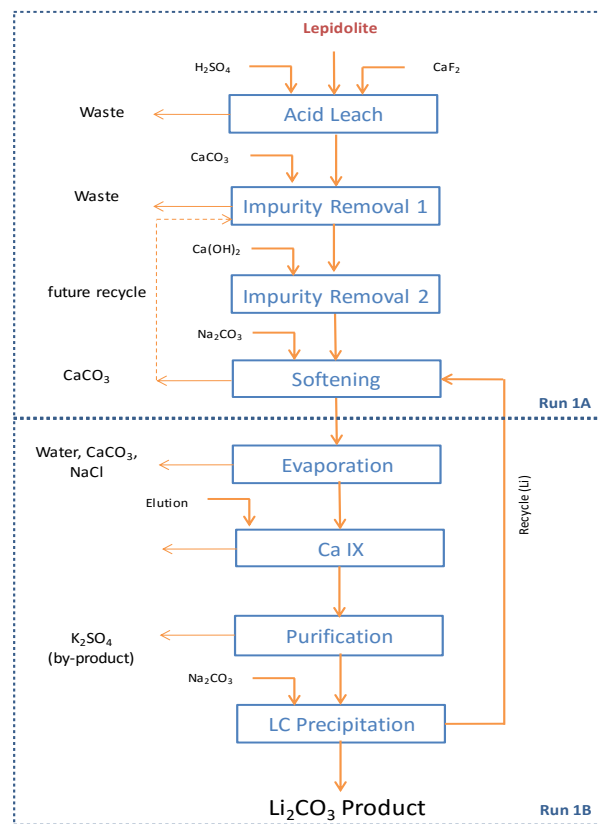 Lepidolite
H₂SO₄
CaF₂
Waste
Acid Leach
CaCO₃
Waste
Impurity Removal 1
Ca(OH)₂
future recycle
Impurity Removal 2
Na₂CO₃
CaCO₃
Softening
Run 1A
Water, CaCO₃,
NaCl
Evaporation
Recycle (Li)
Elution
Ca IX
Purification
K₂SO₄
(by-product)
Na₂CO₃
LC Precipitation
Li₂CO₃ Product
Run 1B